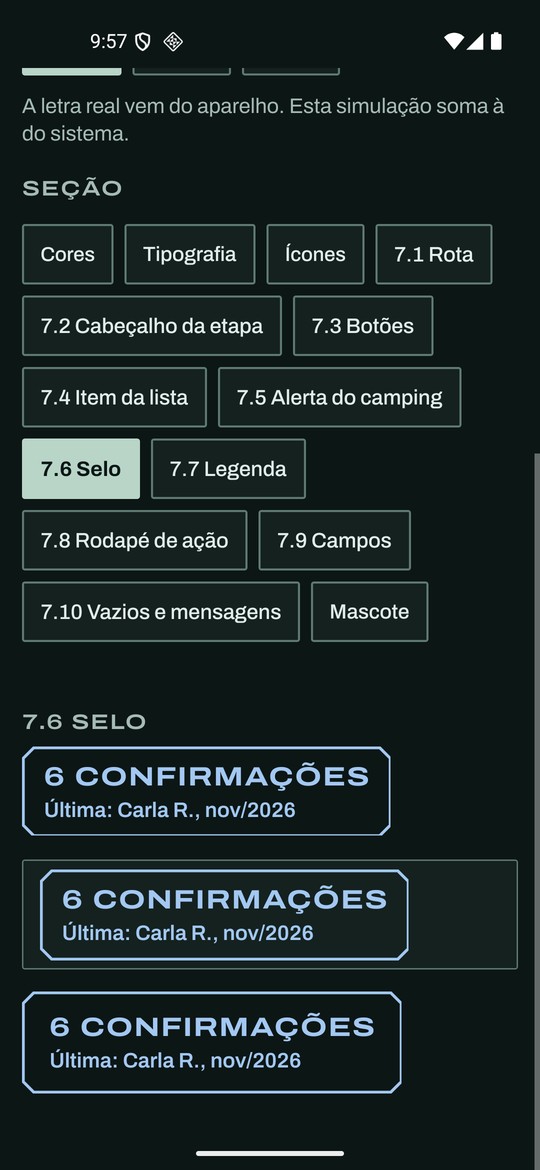 9:57
A letra real vem do aparelho. Esta simulação soma à
do sistema.
SEÇÃO
Cores
Tipografia
Ícones
7.1 Rota
7.2 Cabeçalho da etapa
7.3 Botões
7.4 Item da lista
7.5 Alerta do camping
7.6 Selo
7.7 Legenda
7.8 Rodapé de ação
7.9 Campos
7.10 Vazios e mensagens
Mascote
7.6 SELO
6 CONFIRMAÇÕES
Última: Carla R., nov/2026
6 CONFIRMAÇÕES
Última: Carla R., nov/2026
6 CONFIRMAÇÕES
Última: Carla R., nov/2026